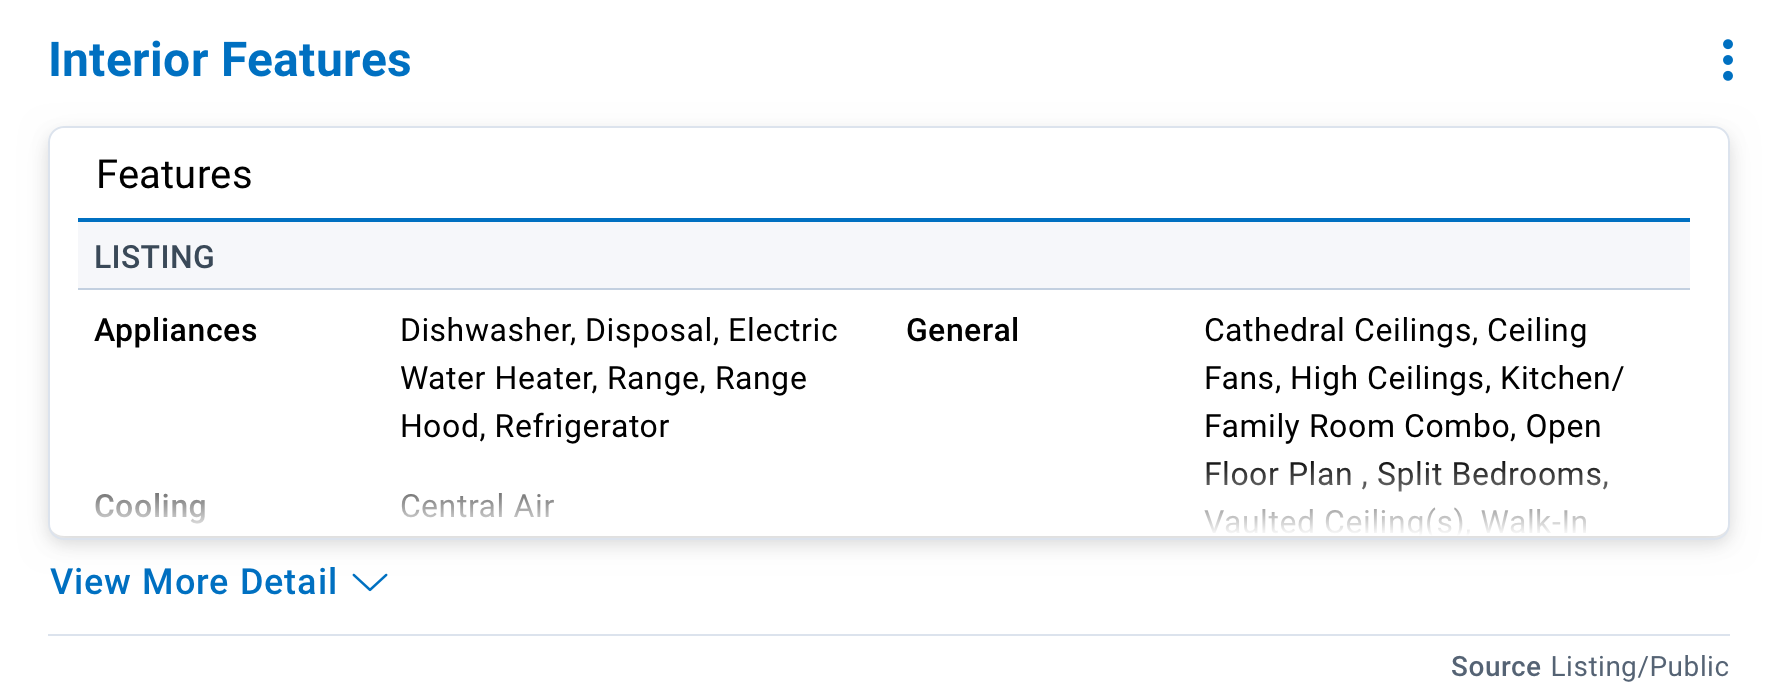 Interior Features
Features
LISTING
Appliances
Dishwasher, Disposal, Electric
Water Heater, Range, Range
Hood, Refrigerator
General
Cathedral Ceilings, Ceiling
Fans, High Ceilings, Kitchen/
Family Room Combo, Open
Floor Plan , Split Bedrooms,
Vaulted Ceiling(s), Walk-In
Cooling
Central Air
View More Detail
Source Listing/Public